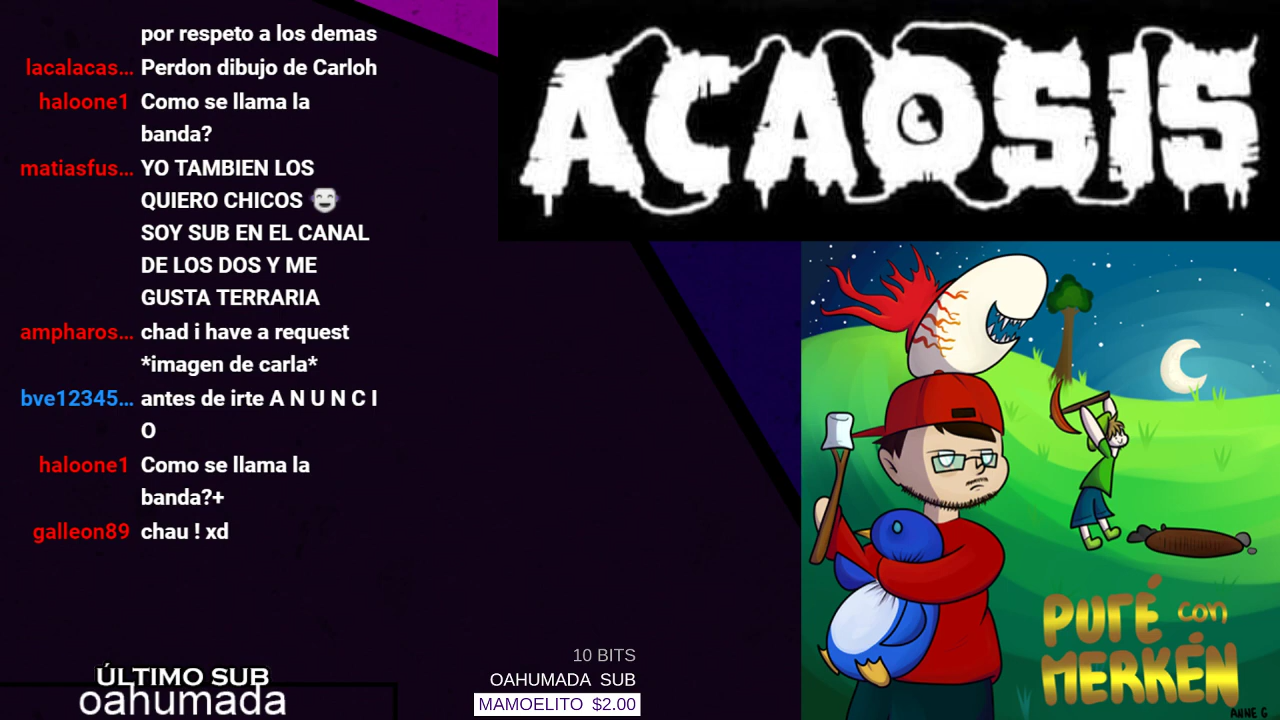 por respeto a los demas
lacalacas… Perdon dibujo de Carloh
haloone1 Como se llama la
banda?
matiasfus… YO TAMBIEN LOS
QUIERO CHICOS
SOY SUB EN EL CANAL
DE LOS DOS Y ME
GUSTA TERRARIA
ampharos… chad i have a request
*imagen de carla*
bve12345… antes de irte A N U N C I
O
haloone1 Como se llama la
banda?+
galleon89 chau ! xd
ÚLTIMO SUB
oahumada
10 BITS
OAHUMADA SUB
MAMOELITO $2.00
ACAOSIS
PURÉ con
MERKÉN
ANNE G.